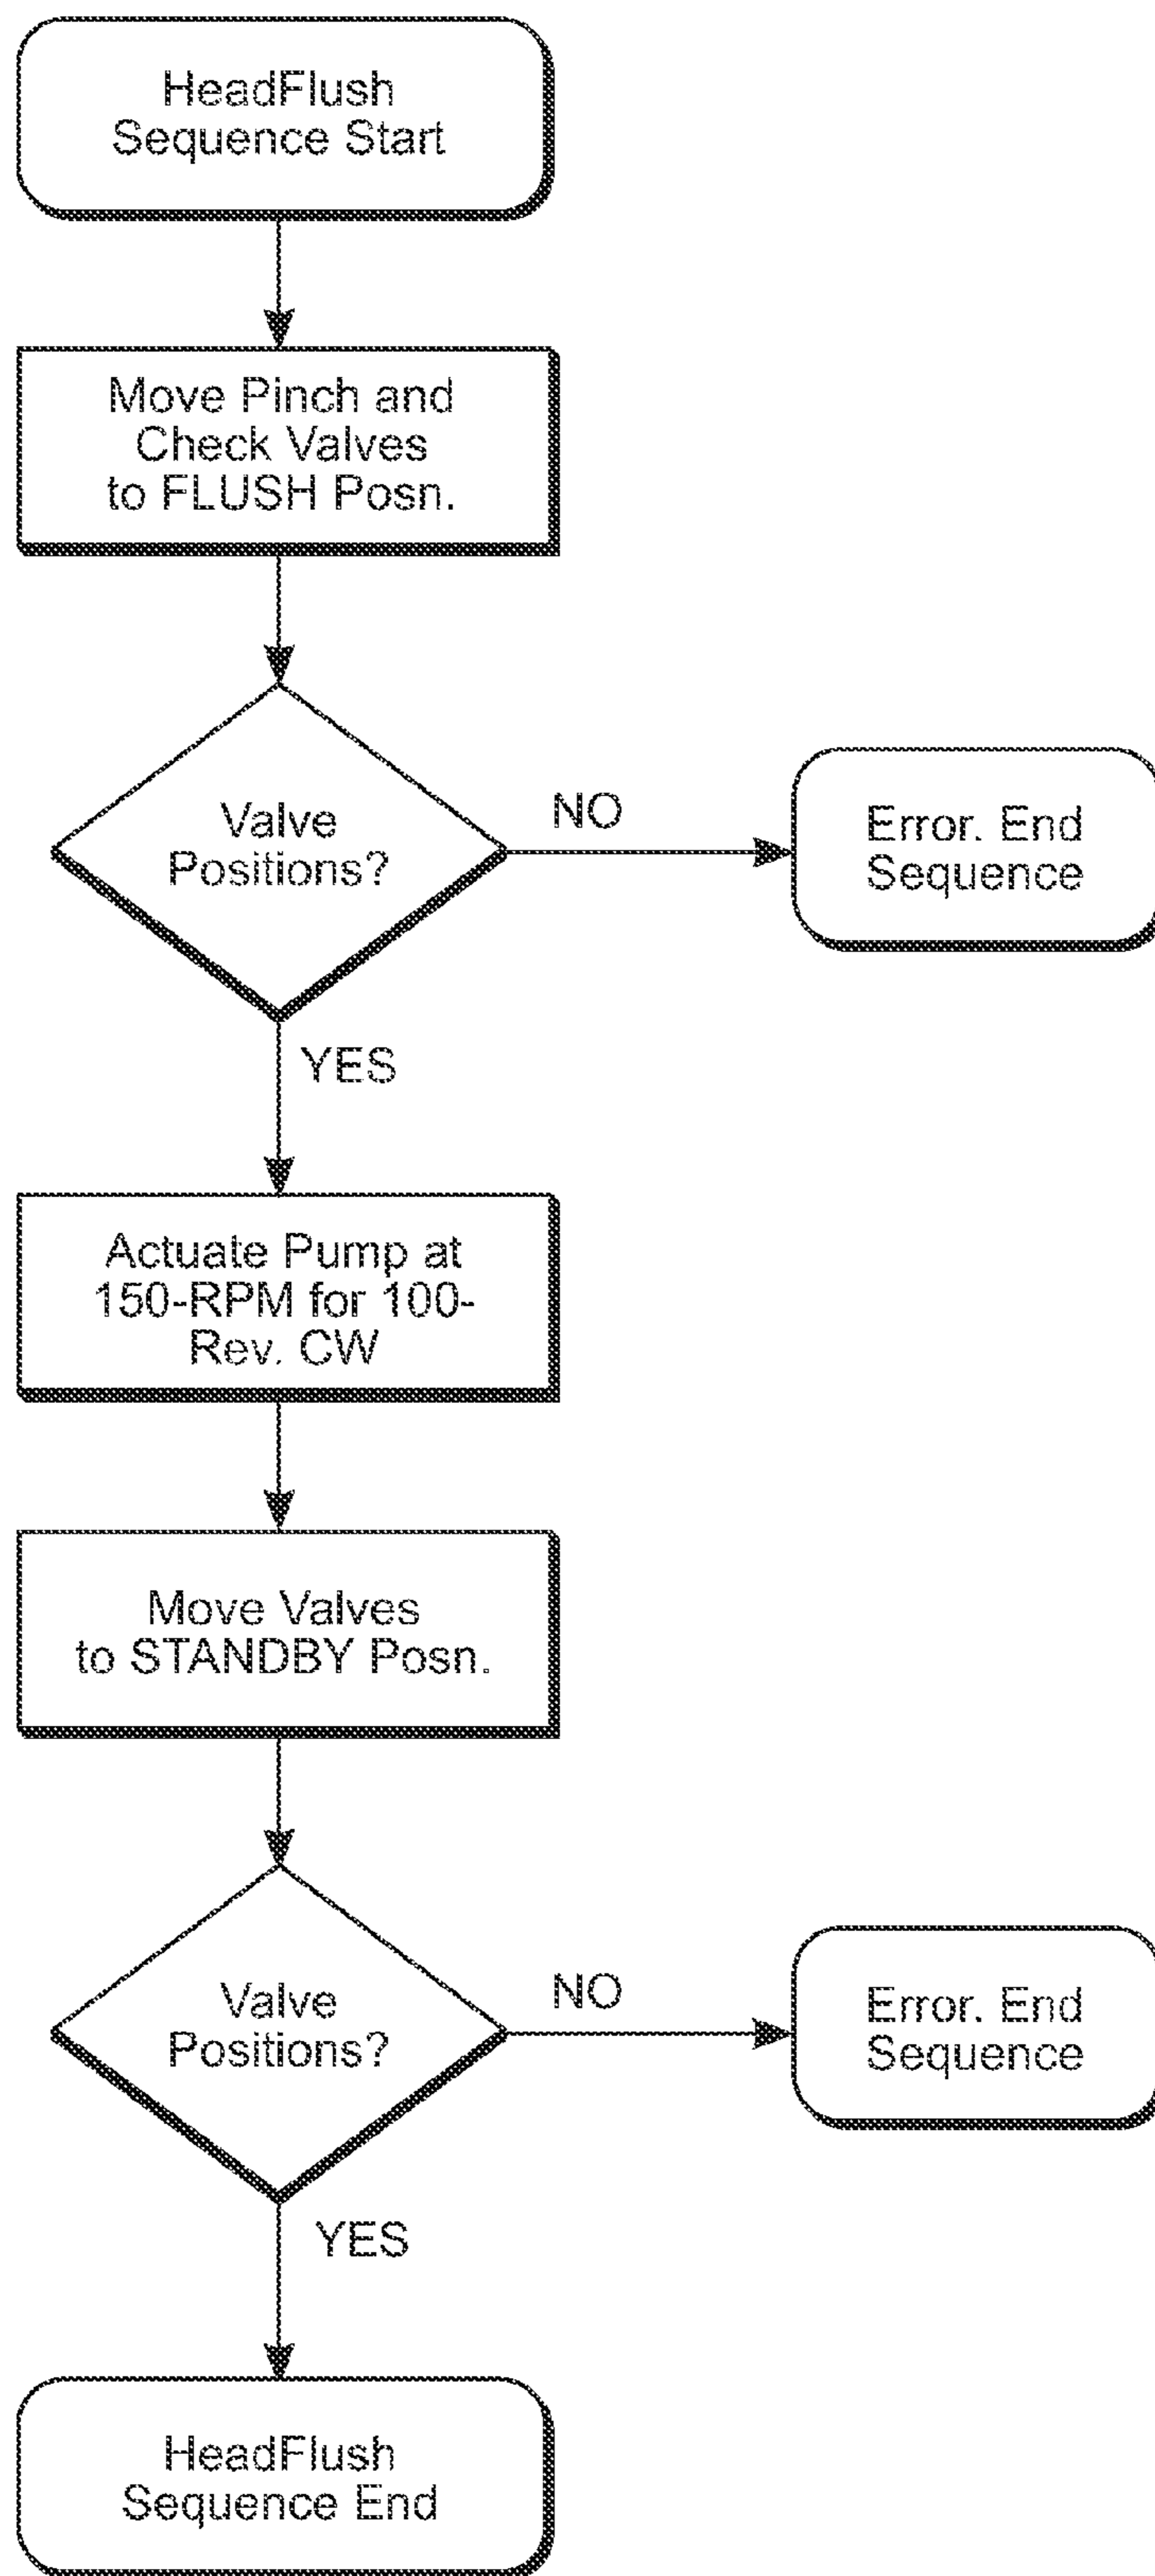 HeadFlush
Sequence Start
Move Pinch and
Check Valves
to FLUSH Posn.
Valve
Positions?
NO
Error. End
Sequence
YES
Actuate Pump at
150-RPM for 100-
Rev. CW
Move Valves
to STANDBY Posn.
Valve
Positions?
NO
Error. End
Sequence
YES
HeadFlush
Sequence End